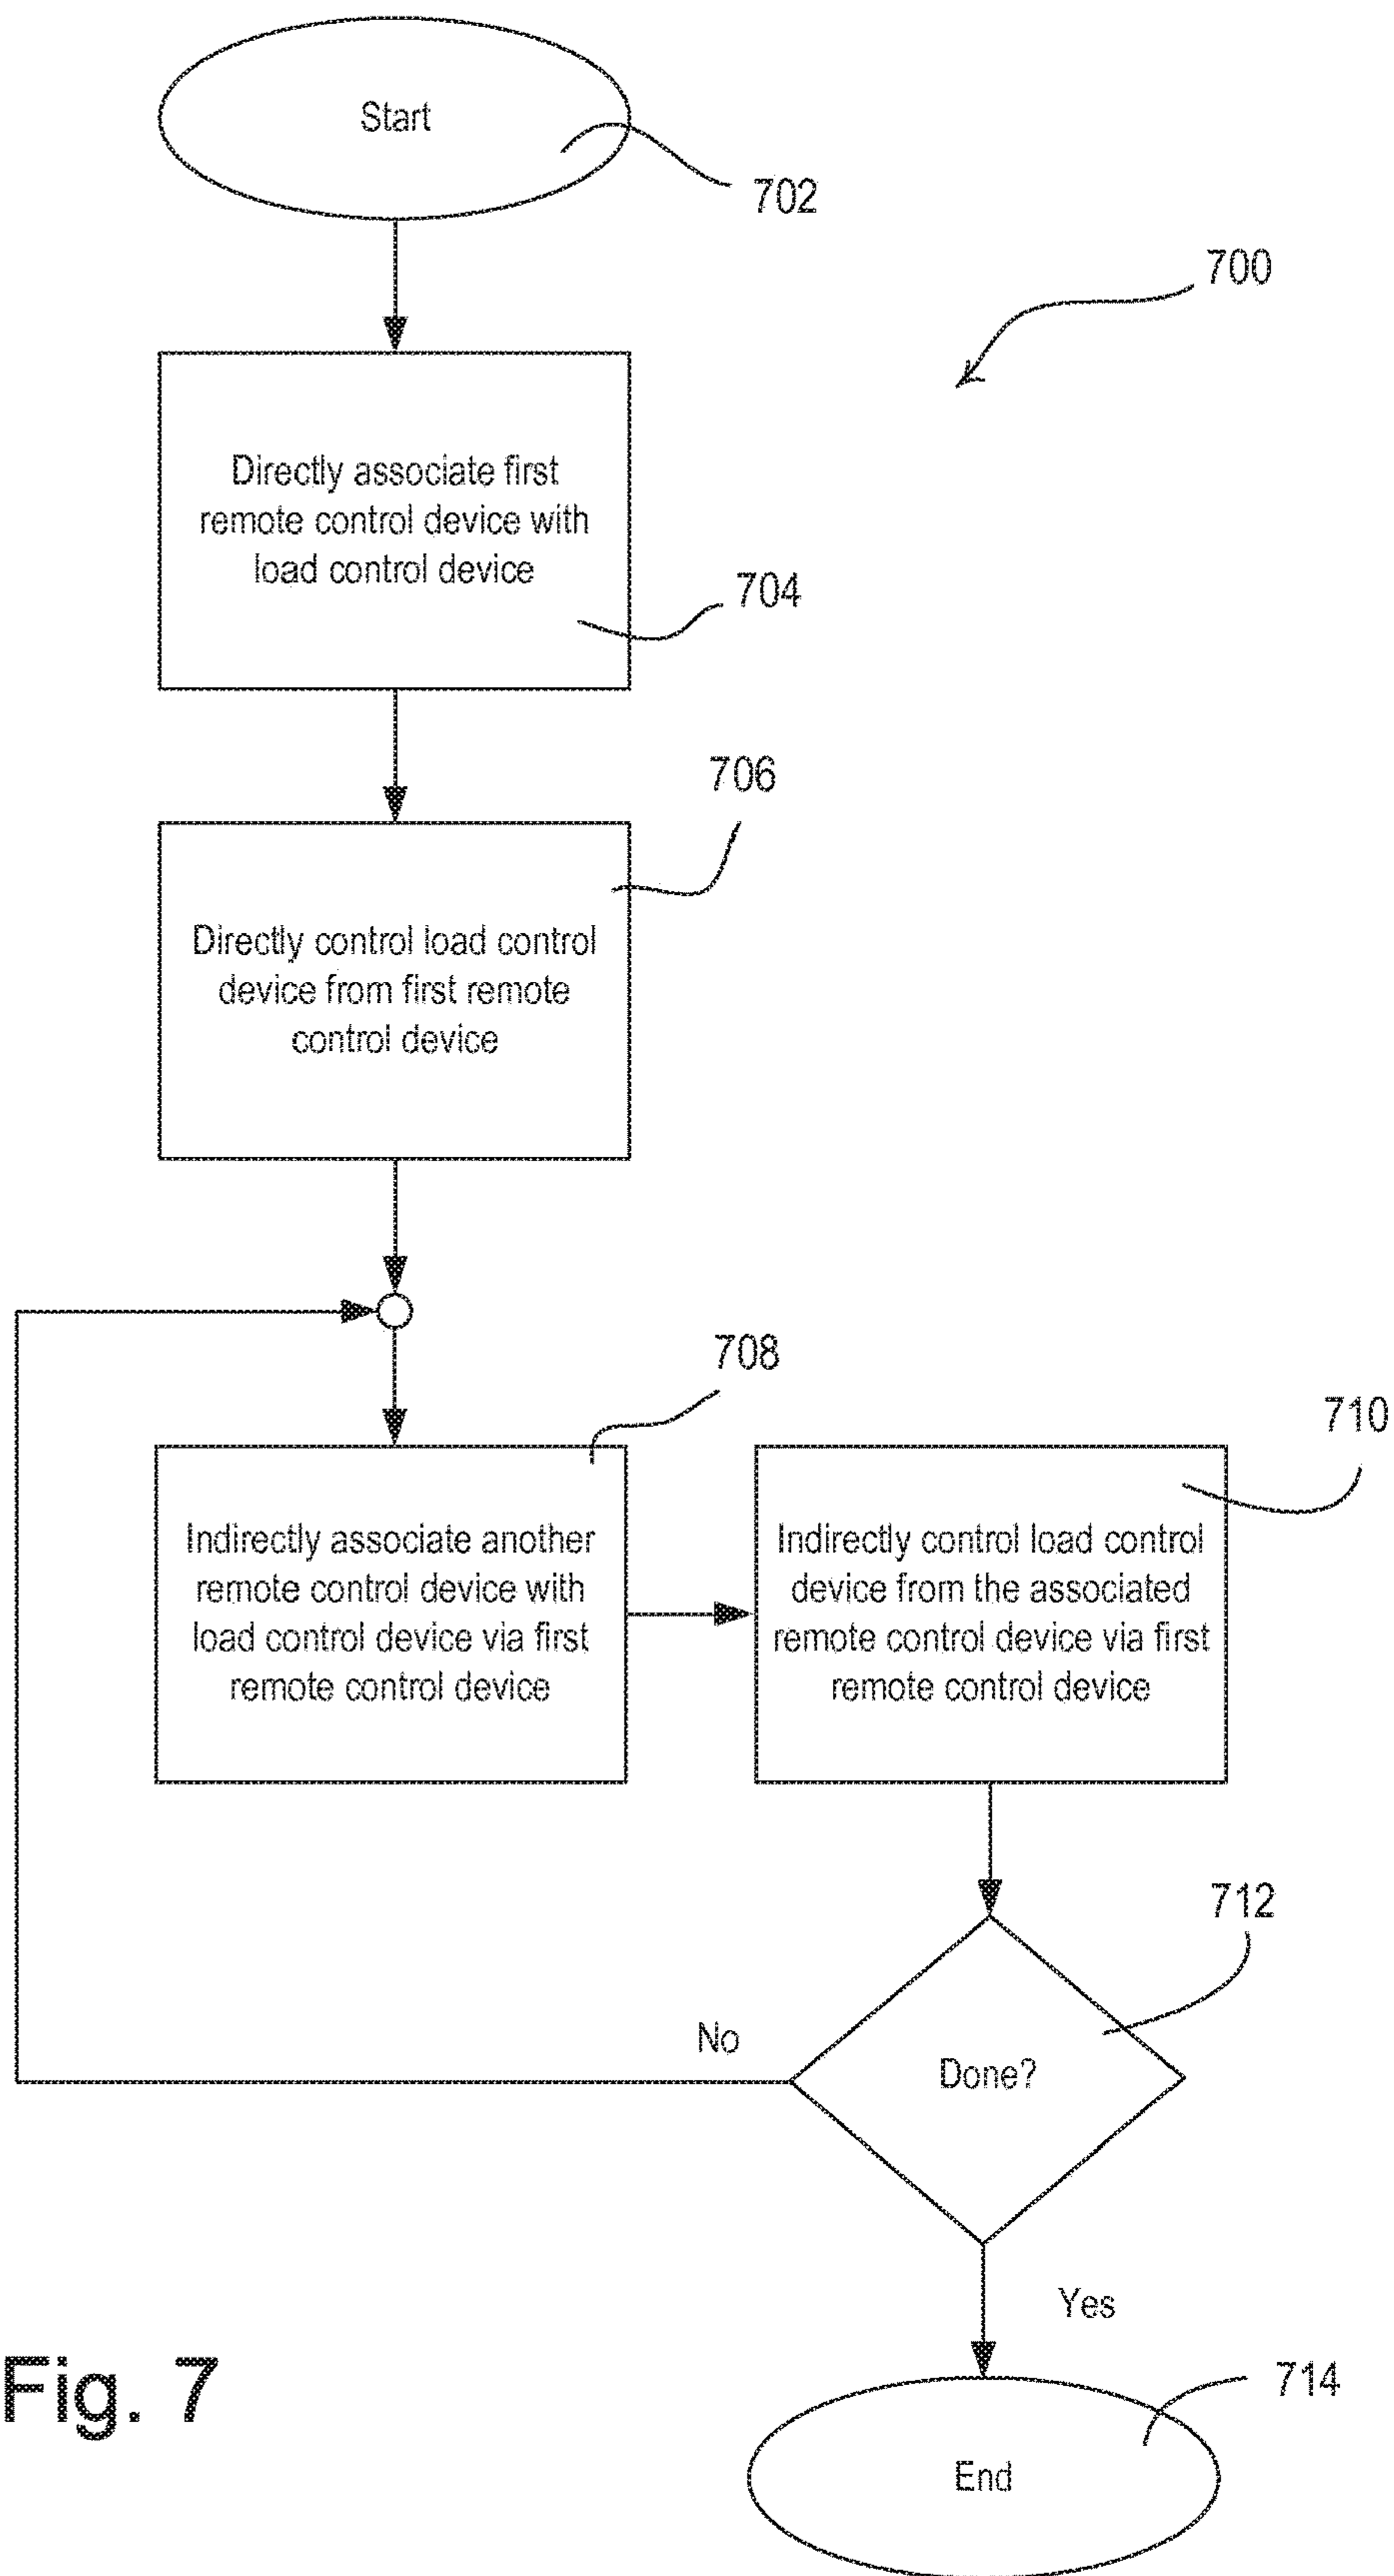 Start
702
700
Directly associate first
remote control device with
load control device
704
706
Directly control load control
device from first remote
control device
708
710
Indirectly associate another
remote control device with
load control device via first
remote control device
Indirectly control load control
device from the associated
remote control device via first
remote control device
712
No
Done?
Yes
714
End
Fig. 7